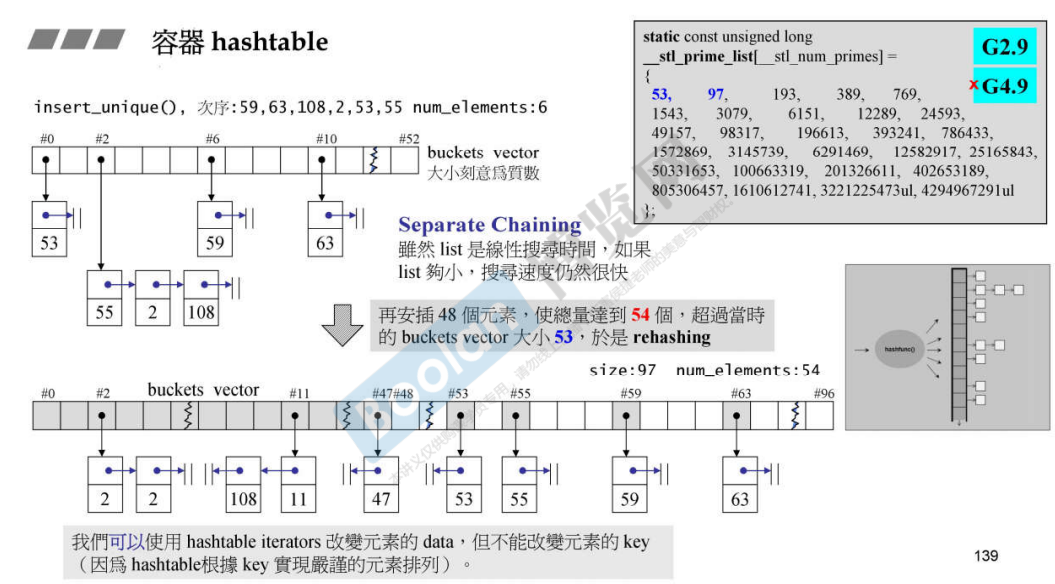 容器 hashtable
static const unsigned long
__stl_prime_list[__stl_num_primes] =
{
53, 97, 193, 389, 769,
1543, 3079, 6151, 12289, 24593,
49157, 98317, 196613, 393241, 786433,
1572869, 3145739, 6291469, 12582917, 25165843,
50331653, 100663319, 201326611, 402653189,
805306457, 1610612741, 3221225473ul, 4294967291ul
};
G2.9
x G4.9
insert_unique(), 次序:59,63,108,2,53,55 num_elements:6
#0 #2 #6 #10 #52
buckets vector
大小刻意爲質數
53 59 63
55 2 108
Separate Chaining
雖然 list 是線性搜尋時間，如果
list 夠小，搜尋速度仍然很快
再安插 48 個元素，使總量達到 54 個，超過當時
的 buckets vector 大小 53，於是 rehashing
hashfunc()
size:97 num_elements:54
buckets vector
#0 #2 #11 #47 #48 #53 #55 #59 #63 #96
2 2 108 11 47 53 55 59 63
我們可以使用 hashtable iterators 改變元素的 data，但不能改變元素的 key
（因爲 hashtable根據 key 實現嚴謹的元素排列）。
139
Boolan 博览网